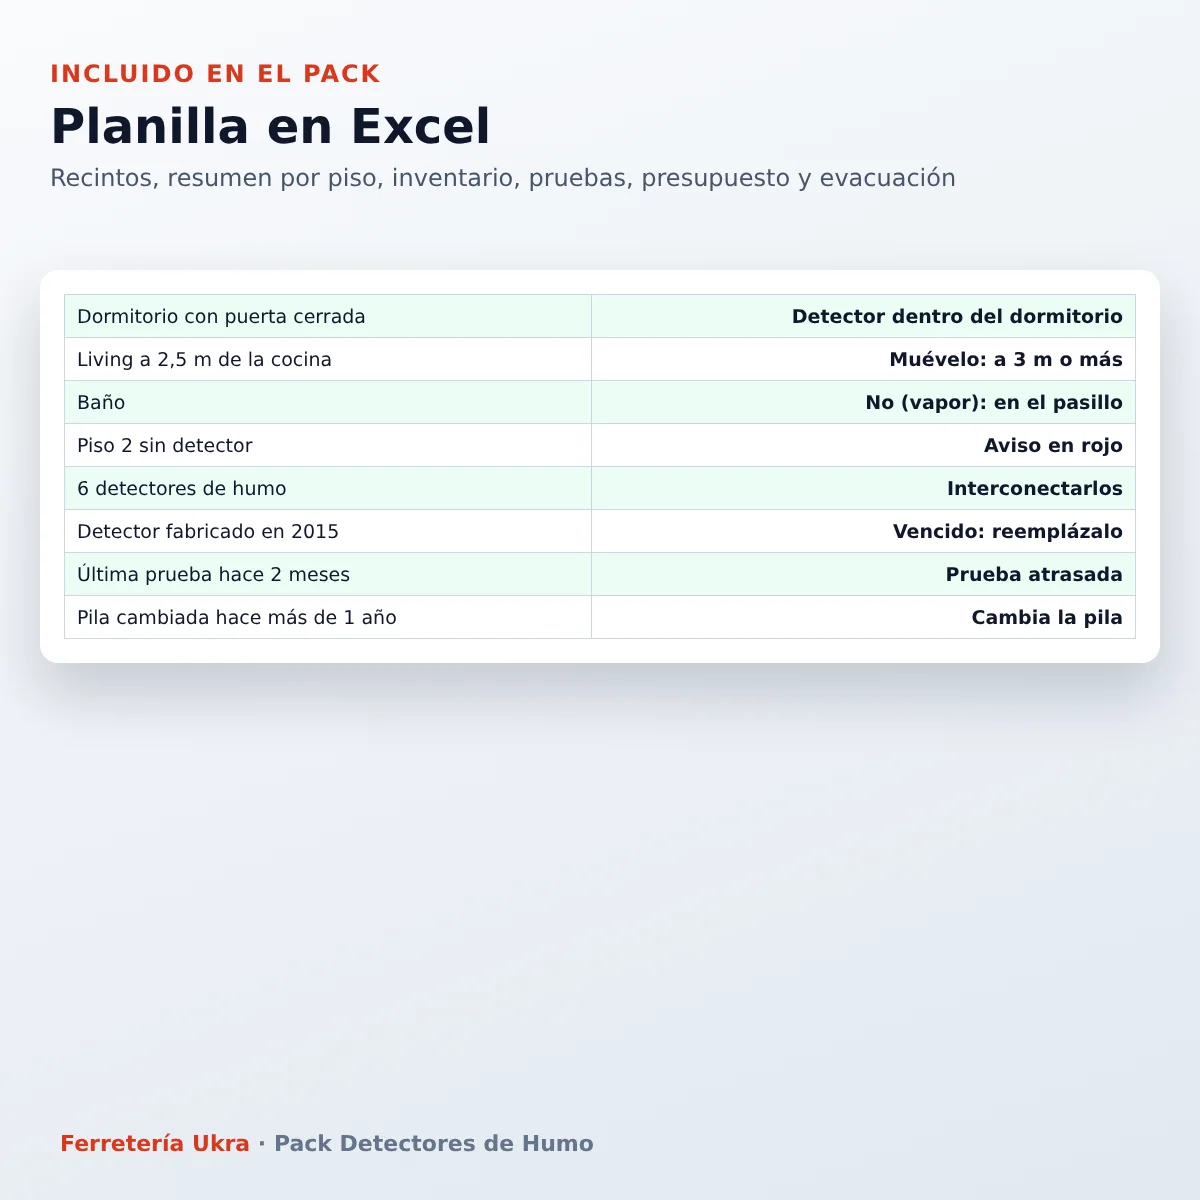 INCLUIDO EN EL PACK
Planilla en Excel
Recintos, resumen por piso, inventario, pruebas, presupuesto y evacuación
Dormitorio con puerta cerrada Detector dentro del dormitorio
Living a 2,5 m de la cocina Muévelo: a 3 m o más
Baño No (vapor): en el pasillo
Piso 2 sin detector Aviso en rojo
6 detectores de humo Interconectarlos
Detector fabricado en 2015 Vencido: reemplázalo
Última prueba hace 2 meses Prueba atrasada
Pila cambiada hace más de 1 año Cambia la pila
Ferretería Ukra · Pack Detectores de Humo